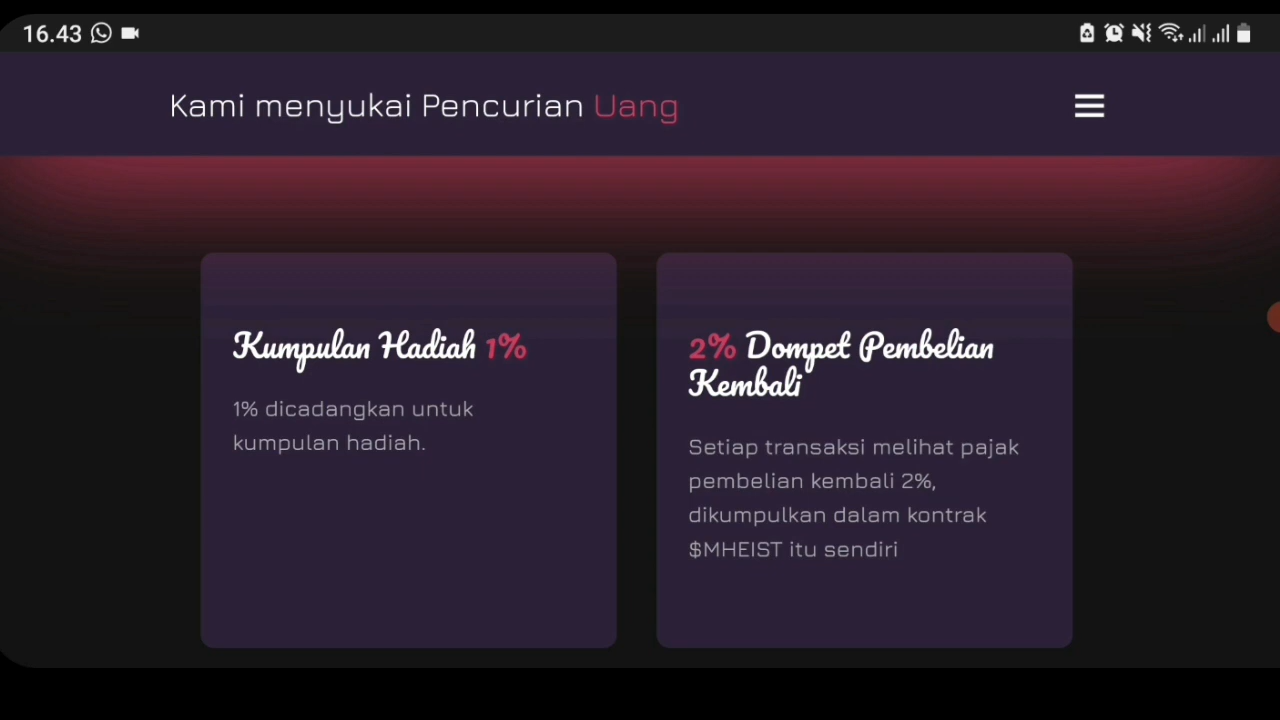 16.43
Kami menyukai Pencurian Uang
Kumpulan Hadiah 1%
1% dicadangkan untuk
kumpulan hadiah.
2% Dompet Pembelian
Kembali
Setiap transaksi melihat pajak
pembelian kembali 2%,
dikumpulkan dalam kontrak
$MHEIST itu sendiri